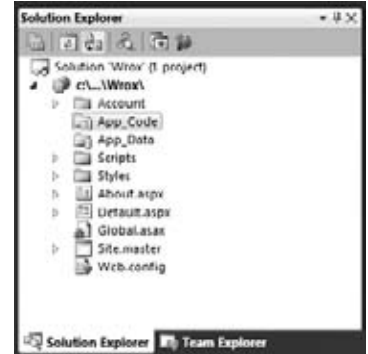 Solution Explorer
Solution 'Wrox' (1 project)
c:\...\Wrox\
Account
App_Code
App_Data
Scripts
Styles
About.aspx
Default.aspx
Global.asax
Site.master
Web.config
Solution Explorer Team Explorer